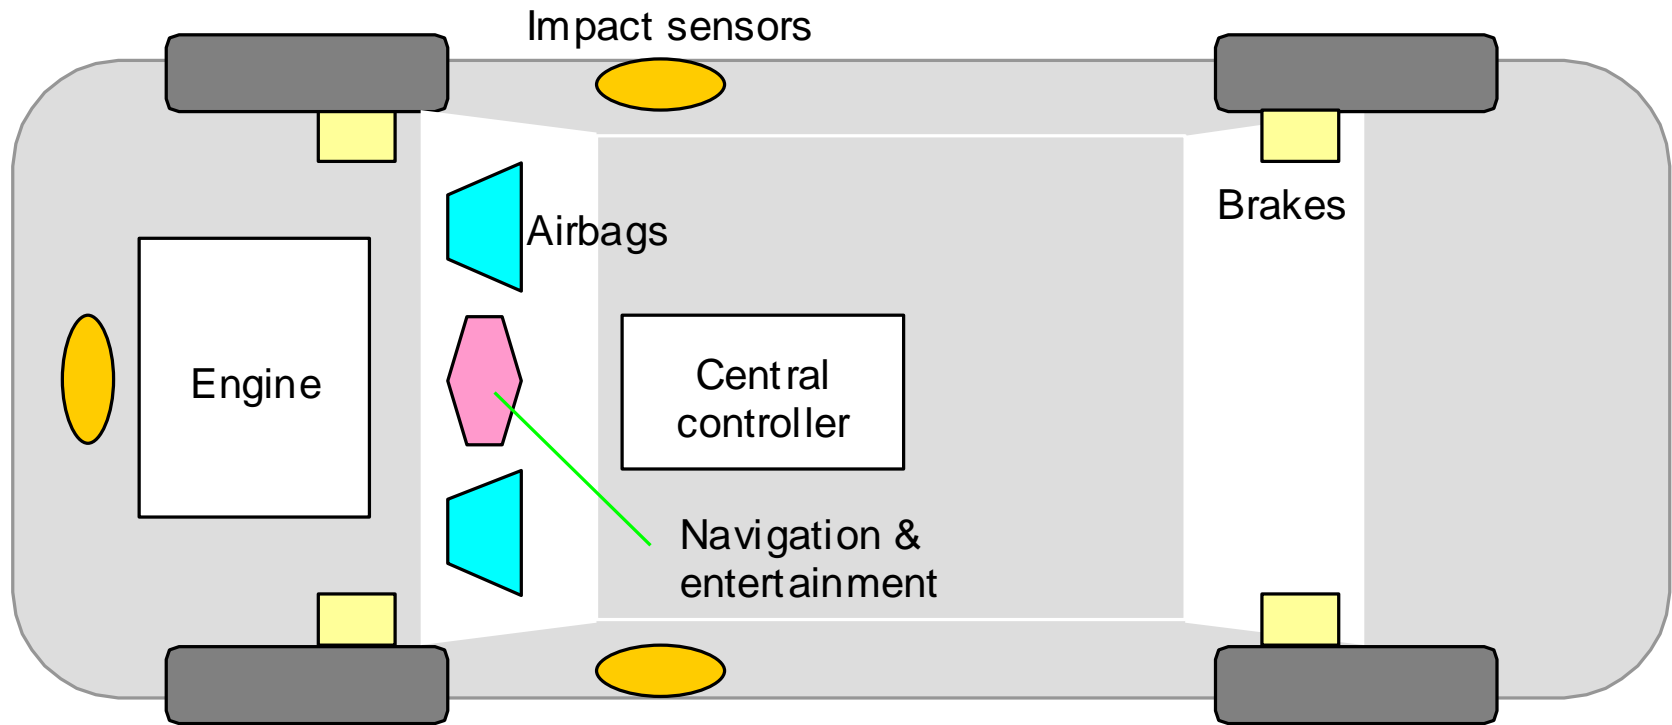 Impact sensors
Brakes
Airbags
Engine
Central
controller
Navigation &
entertainment